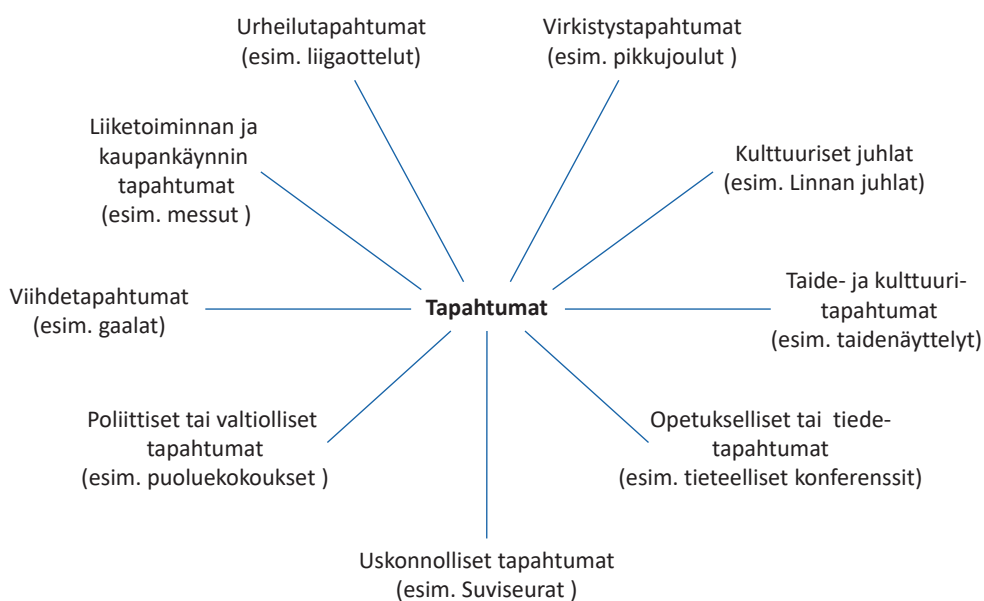 Urheilutapahtumat
(esim. liigaottelut)
Virkistystapahtumat
(esim. pikkujoulut )
Liiketoiminnan ja
kaupankäynnin
tapahtumat
(esim. messut )
Kulttuuriset juhlat
(esim. Linnan juhlat)
Viihdetapahtumat
(esim. gaalat)
Tapahtumat
Taide- ja kulttuuri-
tapahtumat
(esim. taidenäyttelyt)
Poliittiset tai valtiolliset
tapahtumat
(esim. puoluekokoukset )
Opetukselliset tai  tiede-
tapahtumat
(esim. tieteelliset konferenssit)
Uskonnolliset tapahtumat
(esim. Suviseurat )